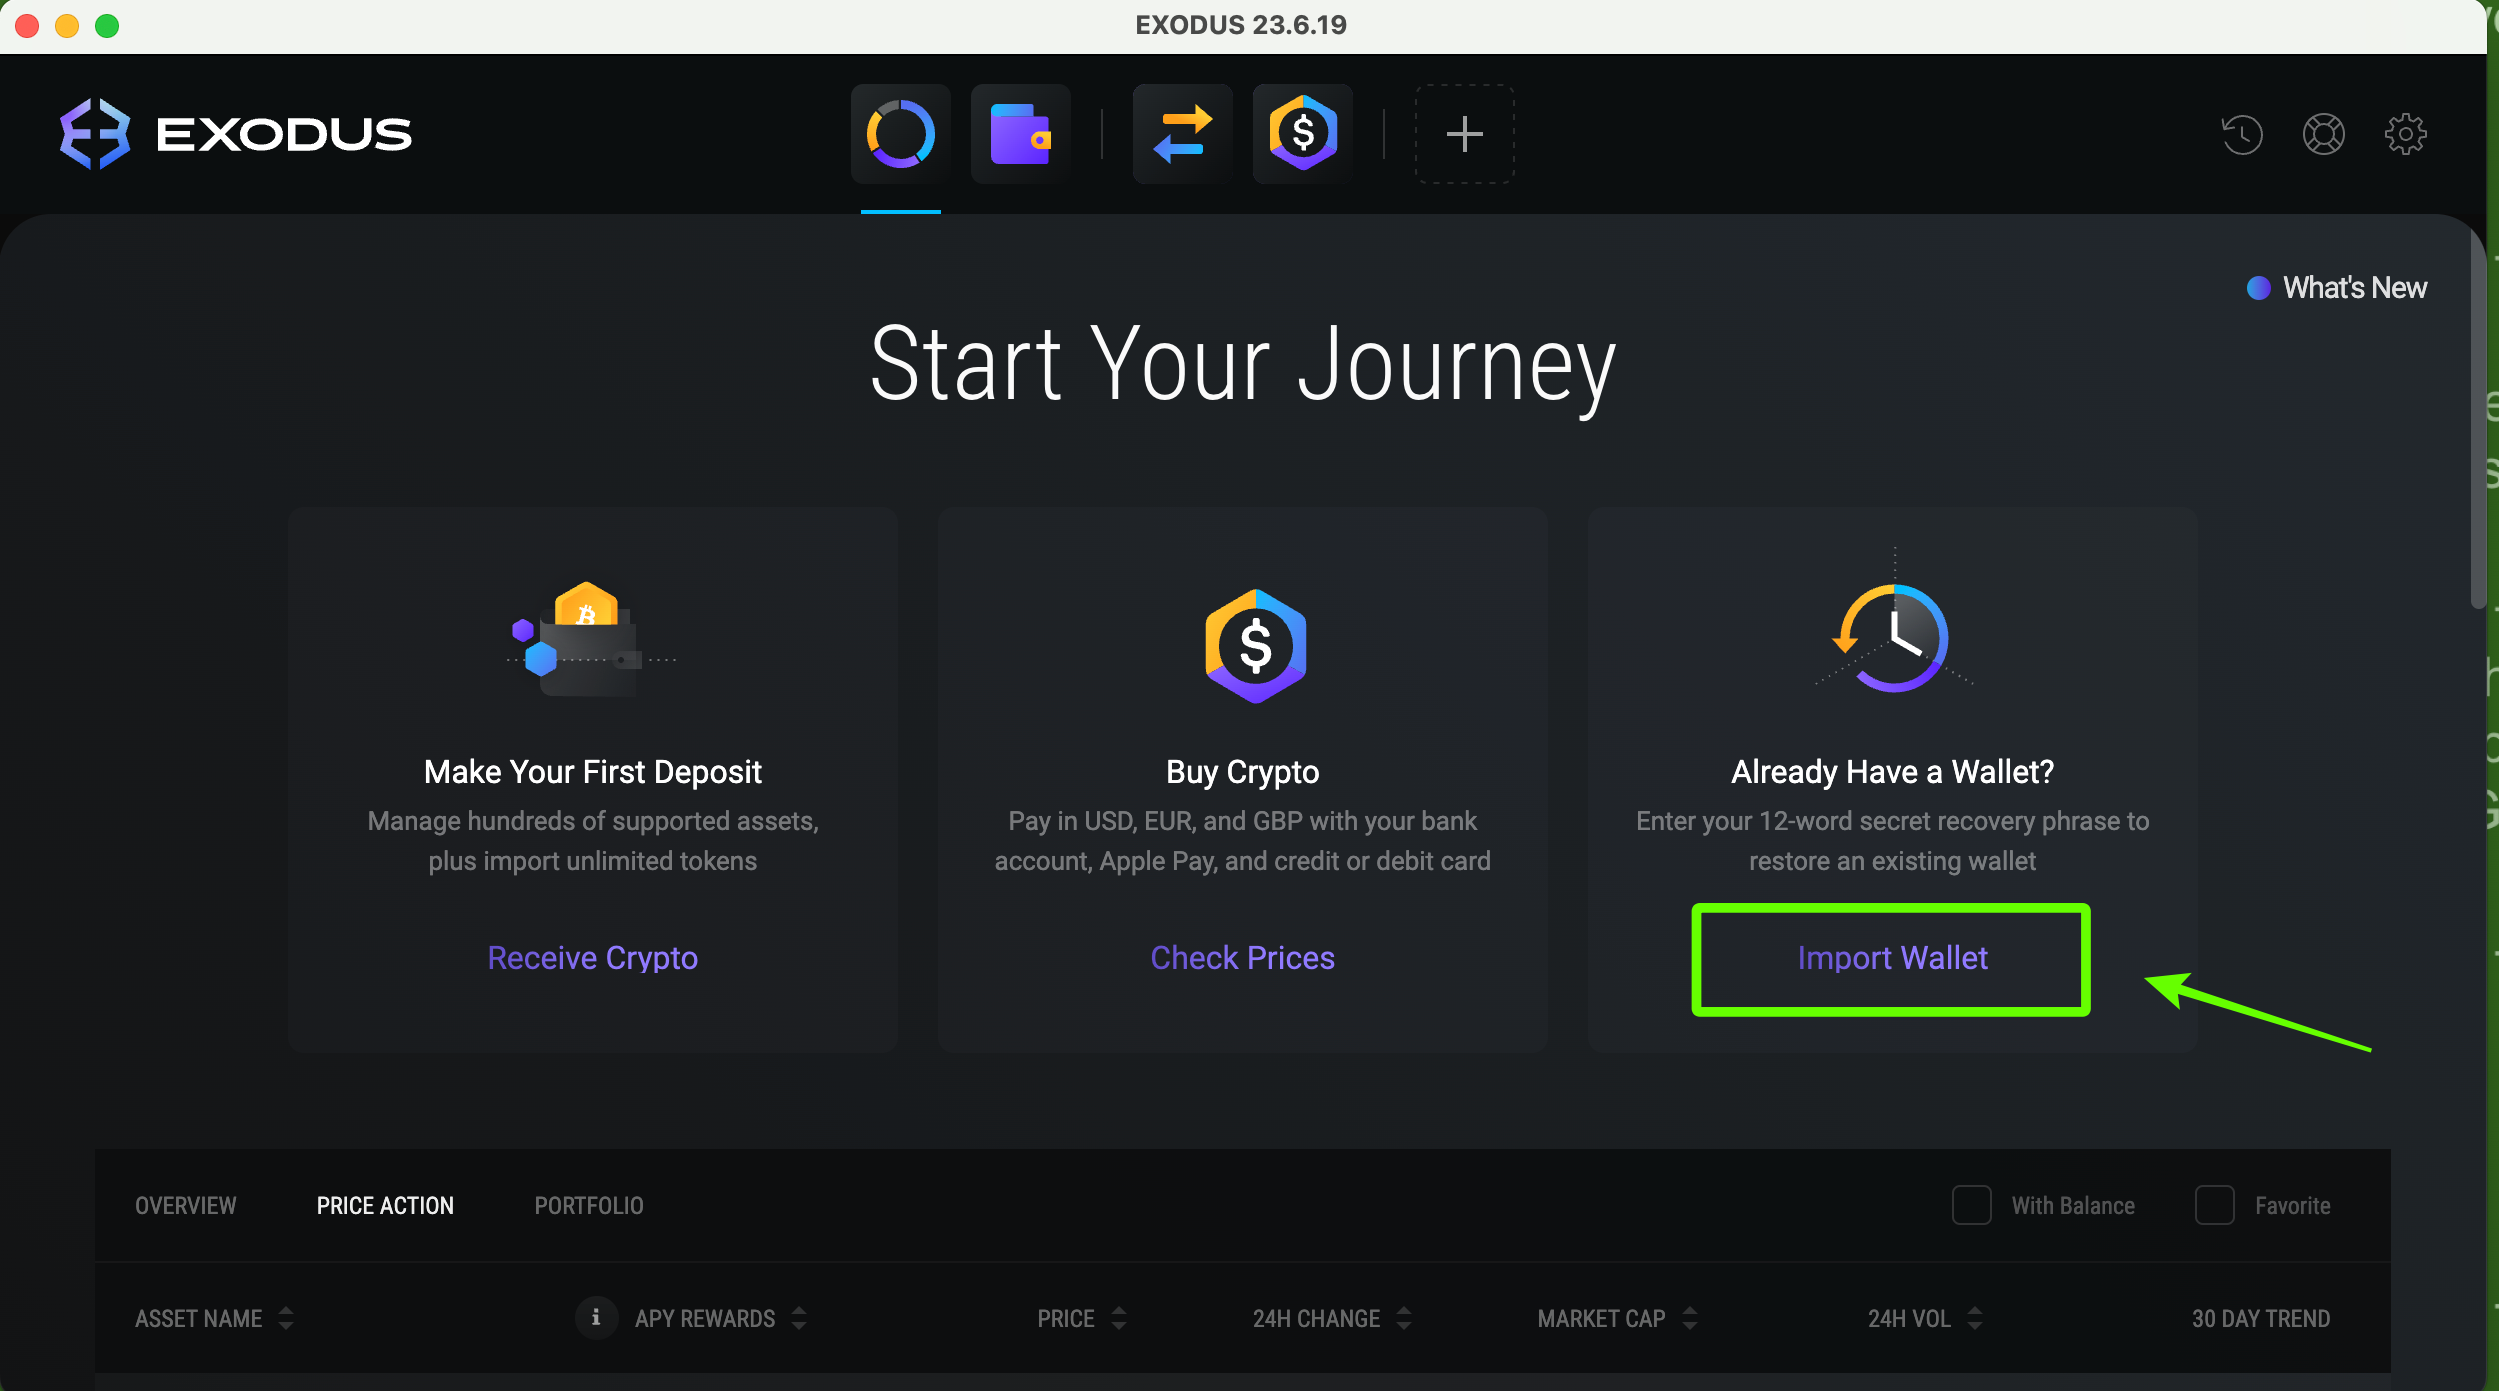 EXODUS 23.6.19
EXODUS
What's New
Start Your Journey
Make Your First Deposit
Manage hundreds of supported assets,
plus import unlimited tokens
Receive Crypto
Buy Crypto
Pay in USD, EUR, and GBP with your bank
account, Apple Pay, and credit or debit card
Check Prices
Already Have a Wallet?
Enter your 12-word secret recovery phrase to
restore an existing wallet
Import Wallet
OVERVIEW PRICE ACTION PORTFOLIO With Balance Favorite
ASSET NAME i APY REWARDS PRICE 24H CHANGE MARKET CAP 24H VOL 30 DAY TREND